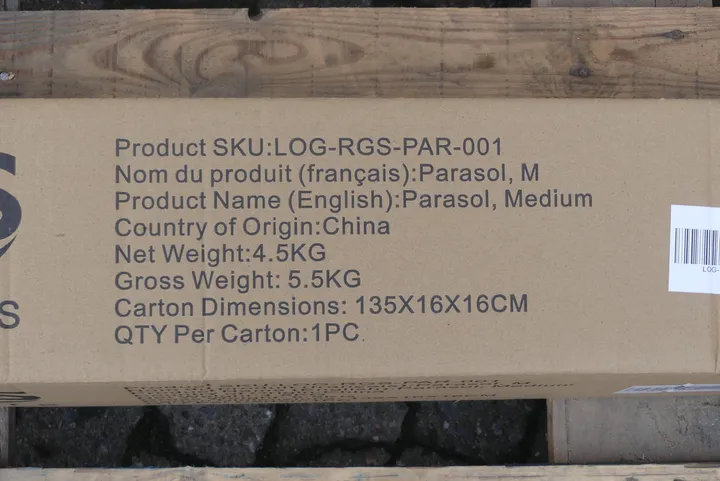 Product SKU:LOG-RGS-PAR-001
Nom du produit (français):Parasol, M
Product Name (English):Parasol, Medium
Country of Origin:China
Net Weight:4.5KG
Gross Weight: 5.5KG
Carton Dimensions: 135X16X16CM
QTY Per Carton:1PC
S
S
LOG-